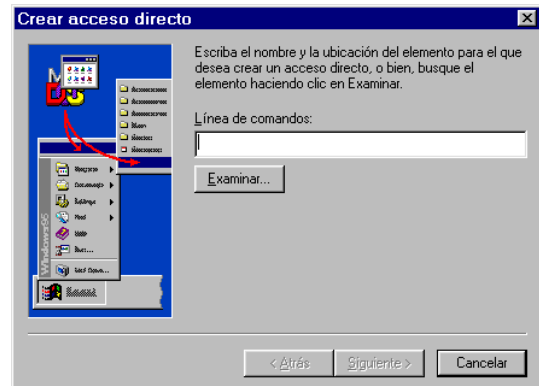 Crear acceso directo
Escriba el nombre y la ubicación del elemento para el que
desea crear un acceso directo, o bien, busque el
elemento haciendo clic en Examinar.
Línea de comandos:
Examinar...
Windows95
< Atrás
Siguiente >
Cancelar